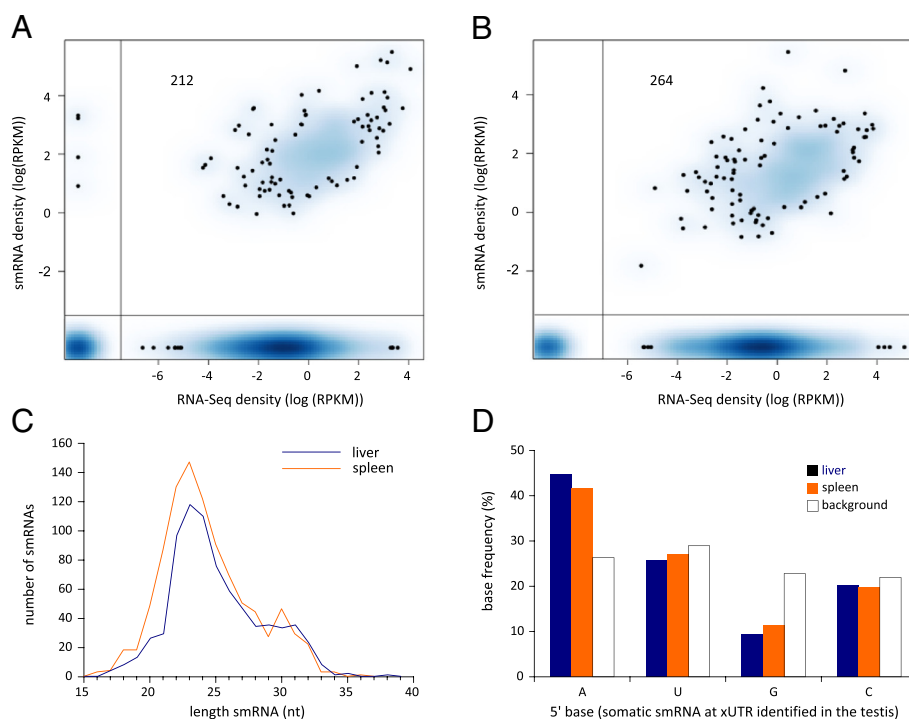 A
smRNA density (log(RPKM))
4
2
0
-2
212
-6
-4
-2
0
2
4
RNA-Seq density (log (RPKM))
B
smRNA density (log(RPKM))
4
2
0
-2
264
-6
-4
-2
0
2
4
RNA-Seq density (log (RPKM))
C
number of smRNAs
160
140
120
100
80
60
40
20
0
liver
spleen
15
20
25
30
35
40
length smRNA (nt)
D
base frequency (%)
50
40
30
20
10
0
liver
spleen
background
A
U
G
C
5' base (somatic smRNA at xUTR identified in the testis)